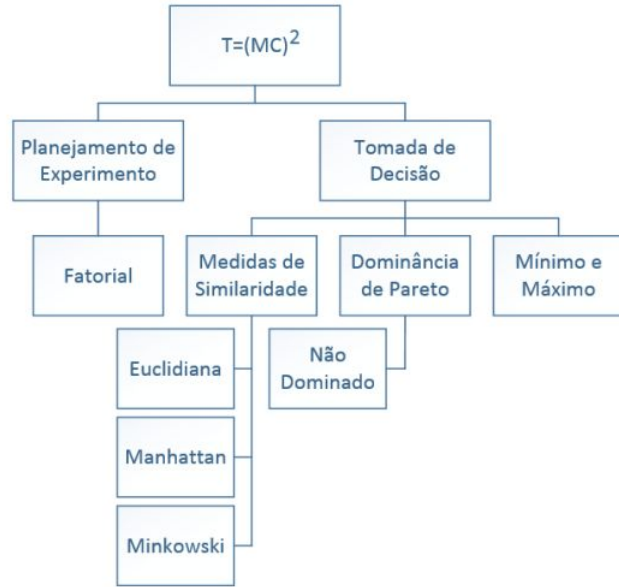 T=(MC)²
Planejamento de
Experimento
Tomada de
Decisão
Fatorial
Medidas de
Similaridade
Dominância
de Pareto
Mínimo e
Máximo
Euclidiana
Não
Dominado
Manhattan
Minkowski